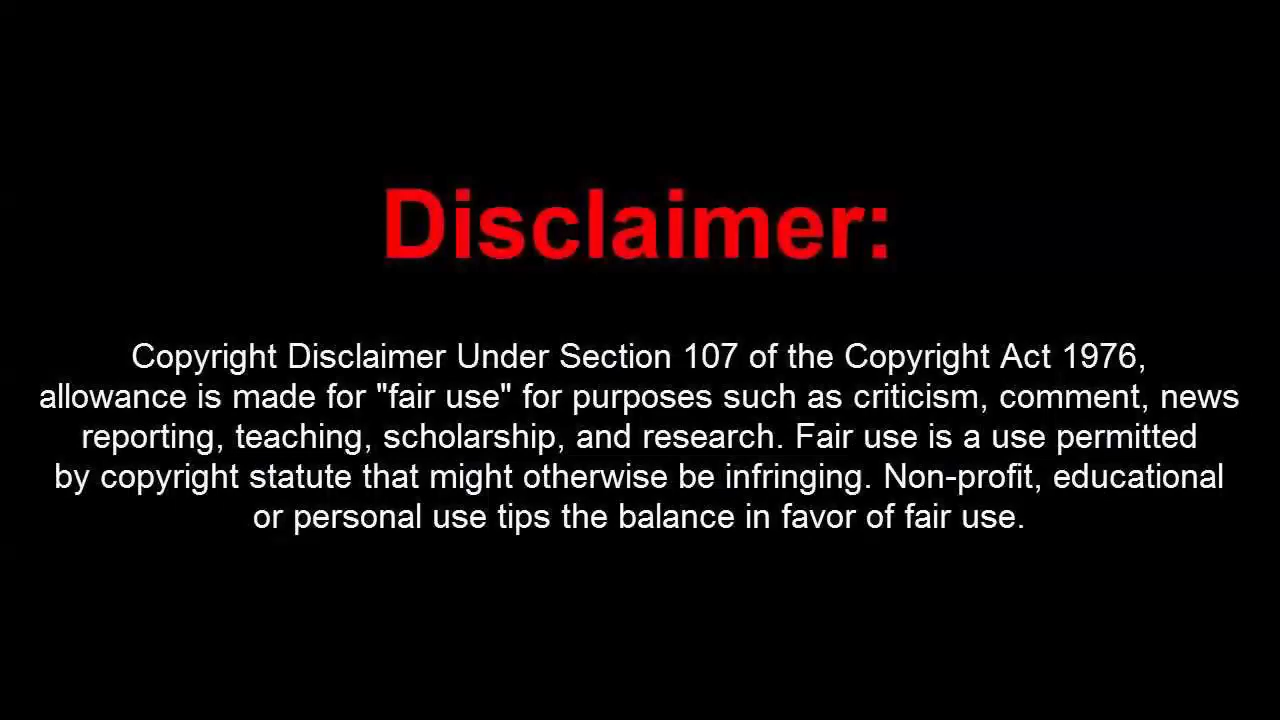 Disclaimer:
Copyright Disclaimer Under Section 107 of the Copyright Act 1976,
allowance is made for "fair use" for purposes such as criticism, comment, news
reporting, teaching, scholarship, and research. Fair use is a use permitted
by copyright statute that might otherwise be infringing. Non-profit, educational
or personal use tips the balance in favor of fair use.